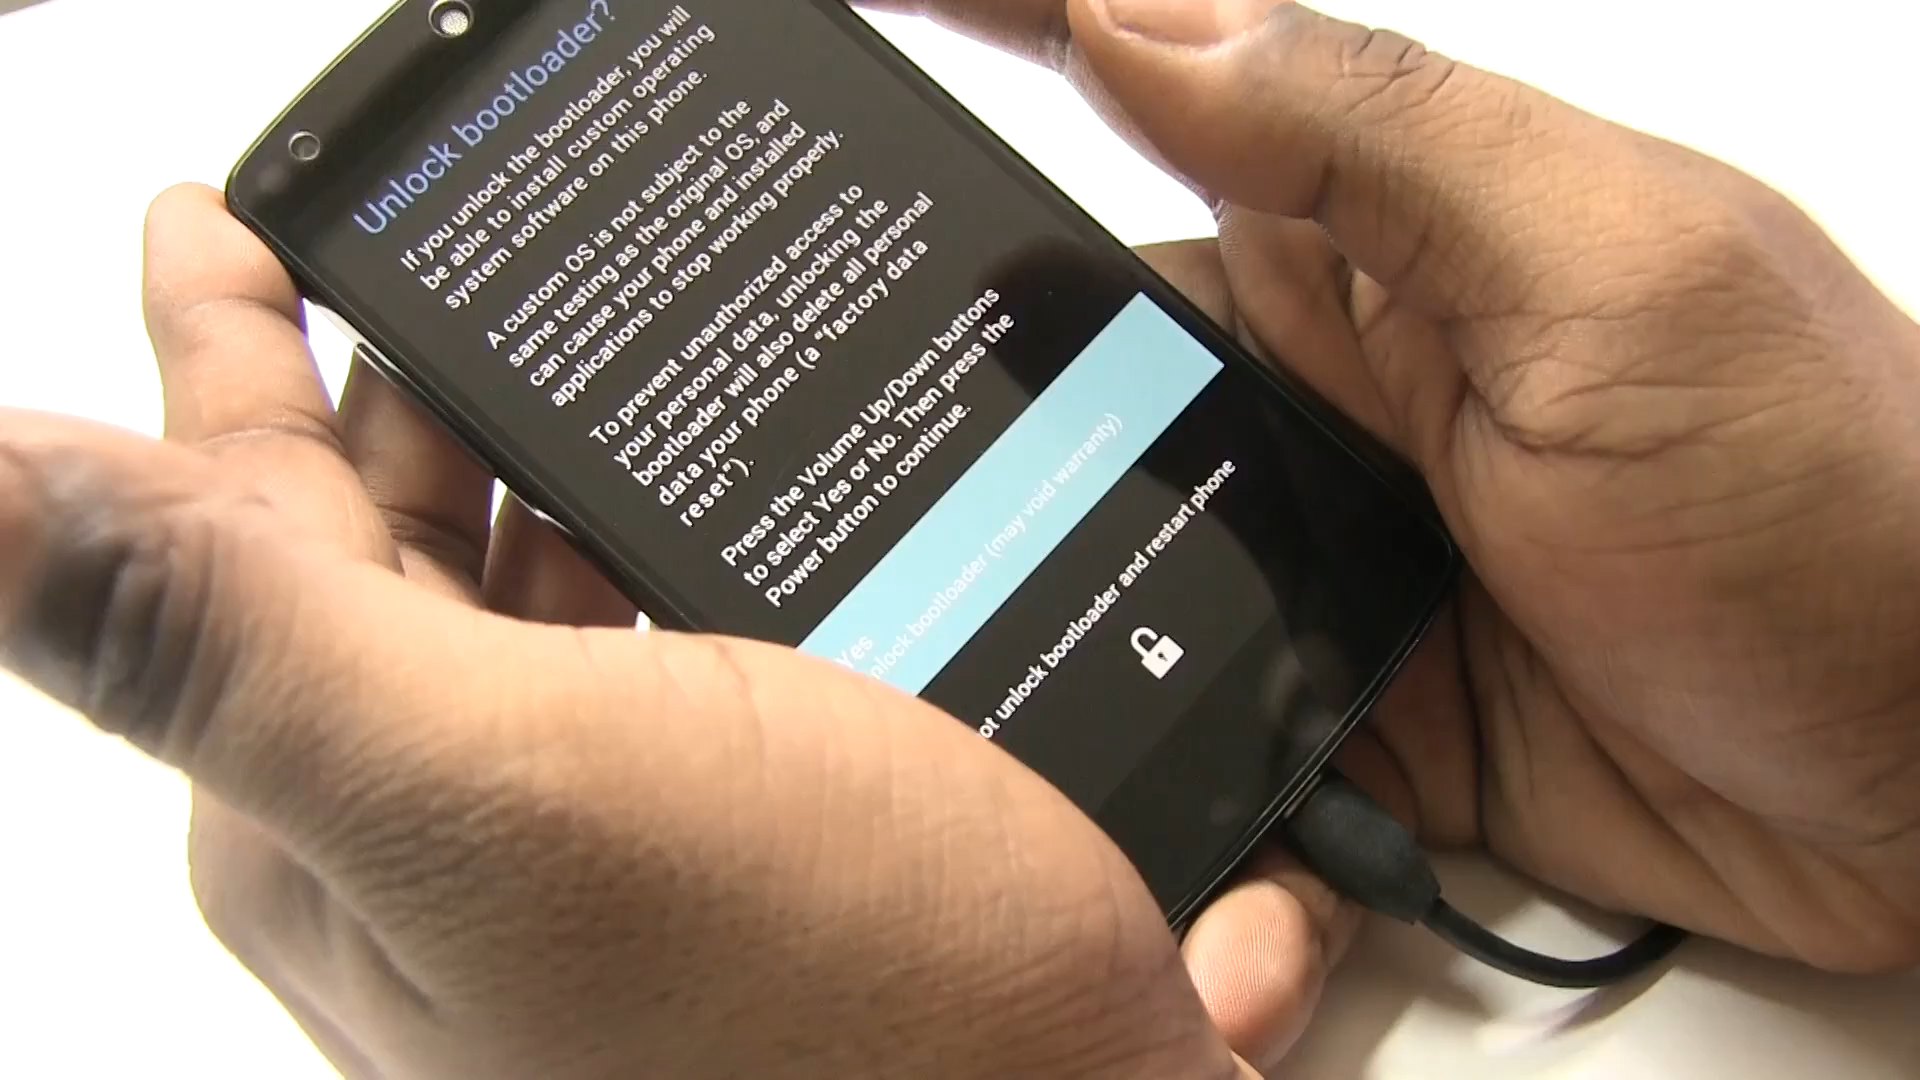 Unlock bootloader?
If you unlock the bootloader, you will
be able to install custom operating
system software on this phone.
A custom OS is not subject to the
same testing as the original OS, and
can cause your phone and installed
applications to stop working properly.
To prevent unauthorized access to
your personal data, unlocking the
bootloader will also delete all personal
data your phone (a "factory data
reset").
Press the Volume Up/Down buttons
to select Yes or No. Then press the
Power button to continue.
Yes
nlock bootloader (may void warranty)
ot unlock bootloader and restart phone